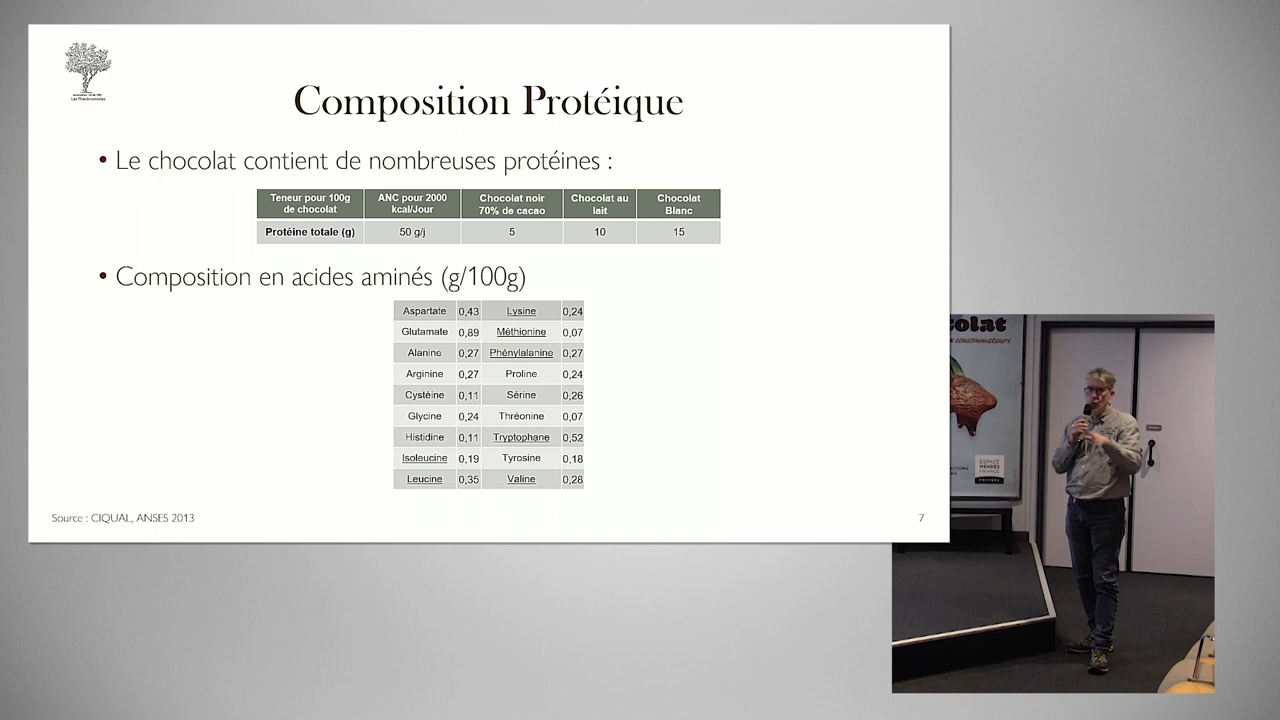 Composition Protéique
• Le chocolat contient de nombreuses protéines :
Teneur pour 100g de chocolat ANC pour 2000 kcal/Jour Chocolat noir 70% de cacao Chocolat au lait Chocolat Blanc
Protéine totale (g) 50 g/j 5 10 15
• Composition en acides aminés (g/100g)
Aspartate 0,43 Lysine 0,24
Glutamate 0,89 Méthionine 0,07
Alanine 0,27 Phénylalanine 0,27
Arginine 0,27 Proline 0,24
Cystéine 0,11 Sérine 0,26
Glycine 0,24 Thréonine 0,07
Histidine 0,11 Tryptophane 0,52
Isoleucine 0,19 Tyrosine 0,18
Leucine 0,35 Valine 0,28
Source : CIQUAL, ANSES 2013
7
consommateurs
ESPACE
MENDES
FRANCE
POITIERS